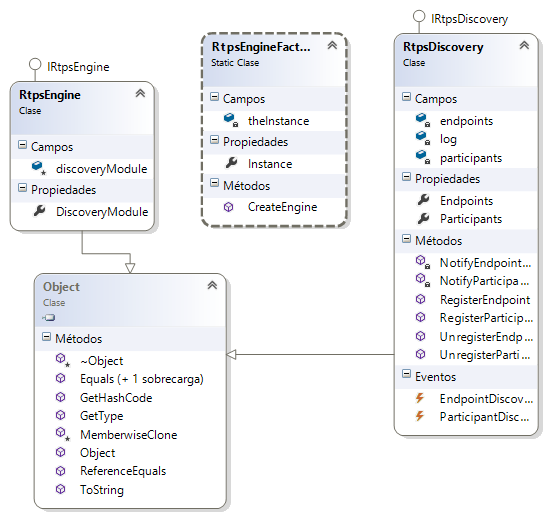 IRtpsEngine
RtpsEngine
Clase
Campos
discoveryModule
Propiedades
DiscoveryModule
RtpsEngineFact...
Static Clase
Campos
theInstance
Propiedades
Instance
Métodos
CreateEngine
IRtpsDiscovery
RtpsDiscovery
Clase
Campos
endpoints
log
participants
Propiedades
Endpoints
Participants
Métodos
NotifyEndpoint...
NotifyParticipa...
RegisterEndpoint
RegisterParticip...
UnregisterEndp...
UnregisterParti...
Eventos
EndpointDiscov...
ParticipantDisc...
Object
Clase
Métodos
~Object
Equals (+ 1 sobrecarga)
GetHashCode
GetType
MemberwiseClone
Object
ReferenceEquals
ToString